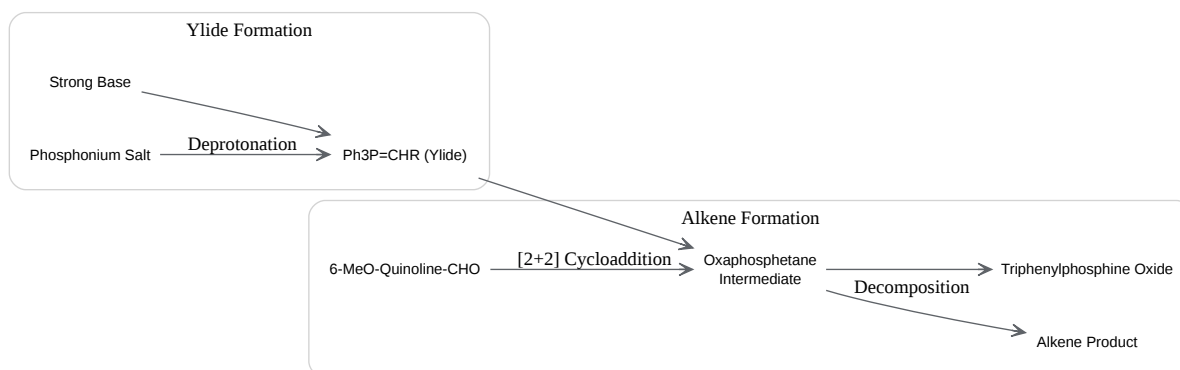 Ylide Formation
Strong Base
Phosphonium Salt
Deprotonation
Ph3P=CHR (Ylide)
Alkene Formation
6-MeO-Quinoline-CHO
[2+2] Cycloaddition
Oxaphosphetane
Intermediate
Triphenylphosphine Oxide
Decomposition
Alkene Product